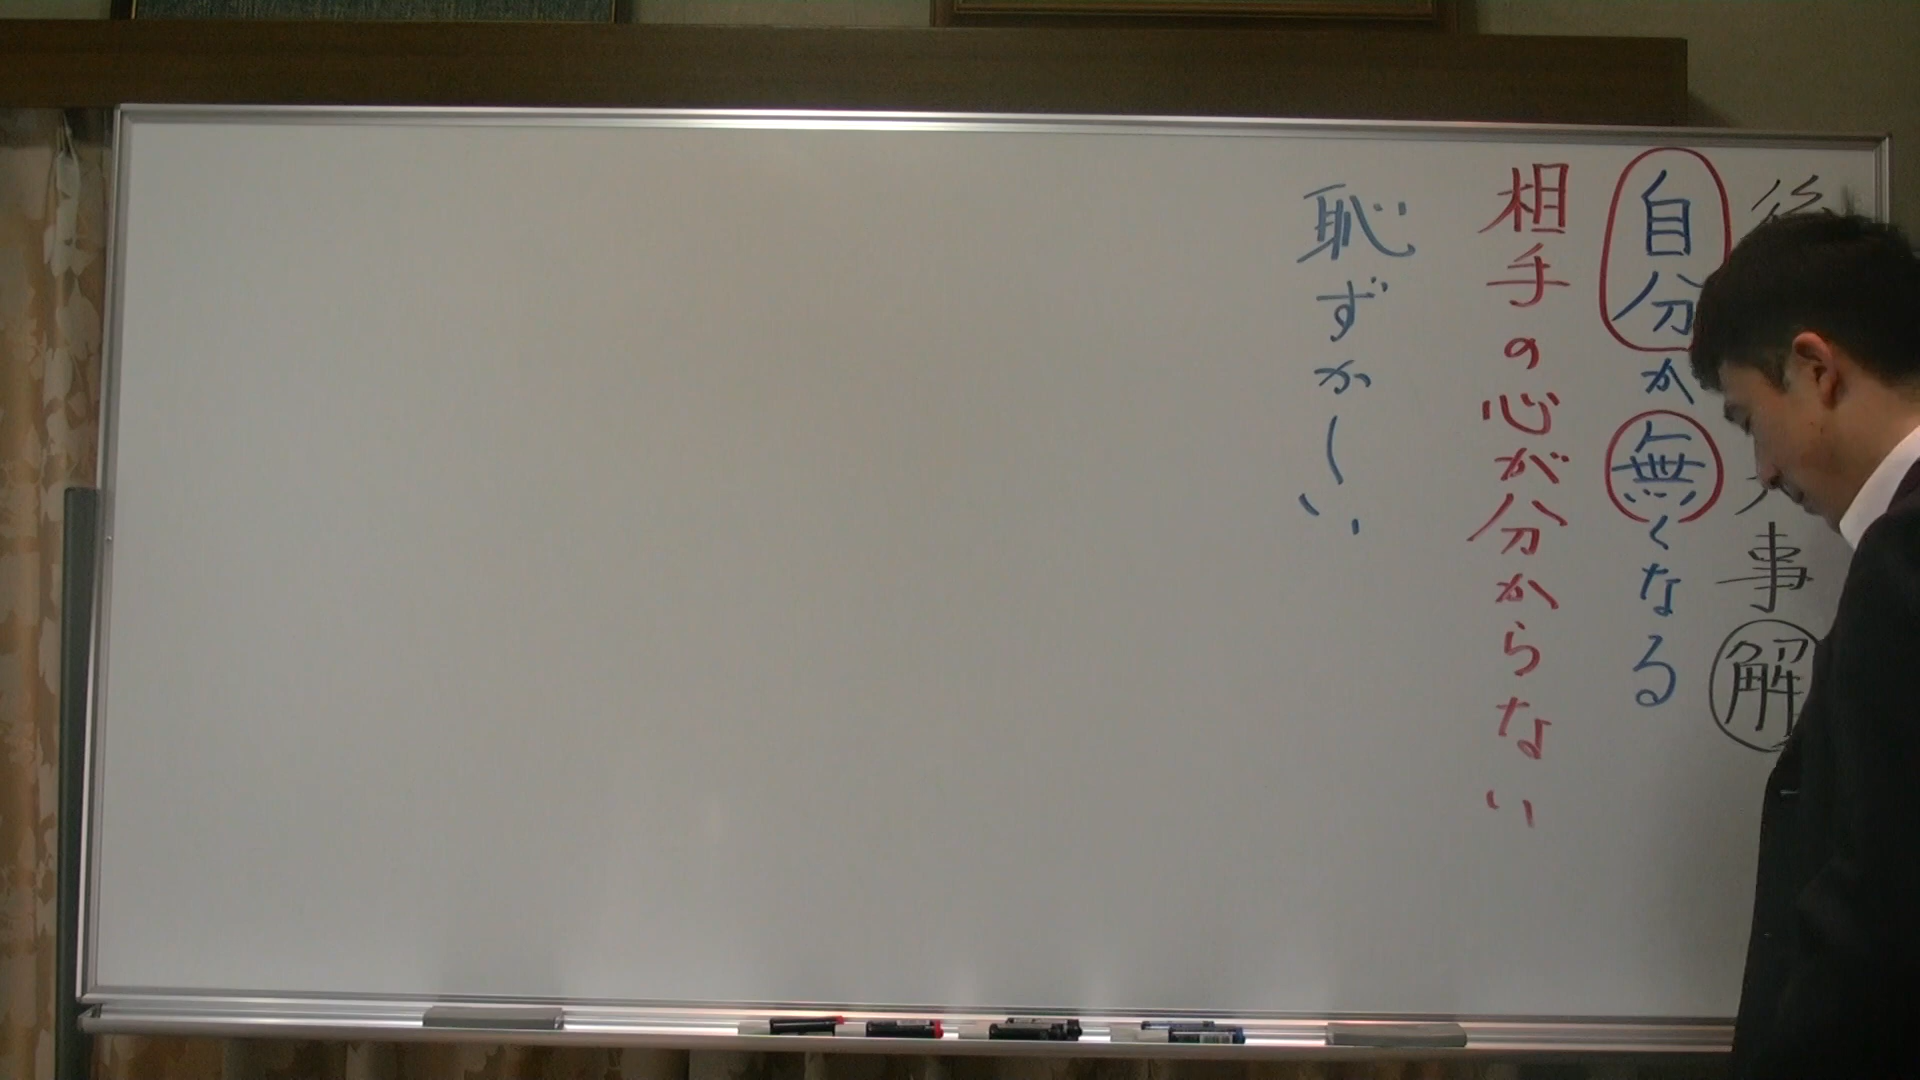 後事解
自分が無くなる
相手の心が分からない
恥ずかしい